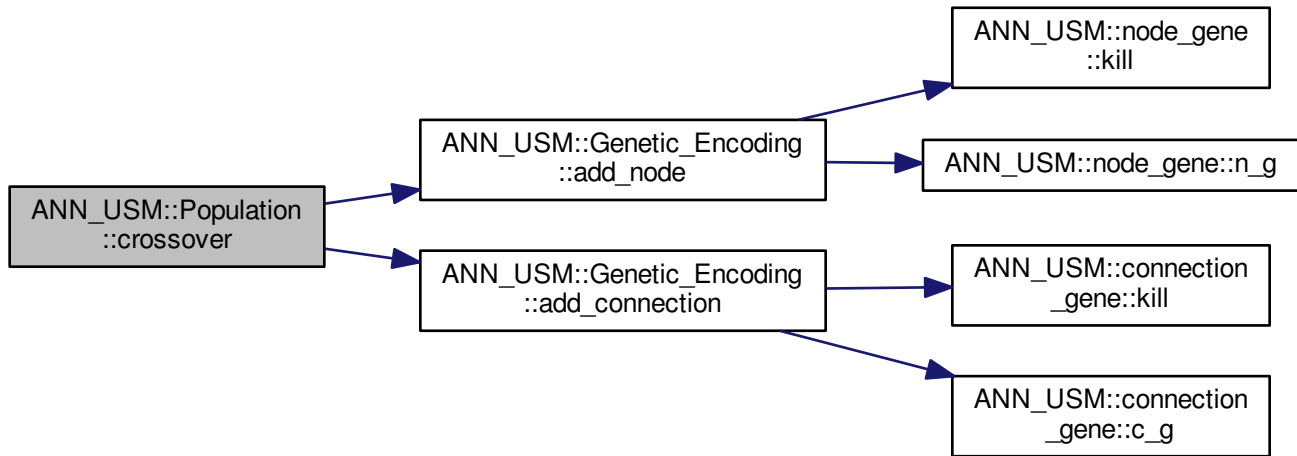 ANN_USM::Population
::crossover
ANN_USM::Genetic_Encoding
::add_node
ANN_USM::Genetic_Encoding
::add_connection
ANN_USM::node_gene
::kill
ANN_USM::node_gene::n_g
ANN_USM::connection
_gene::kill
ANN_USM::connection
_gene::c_g